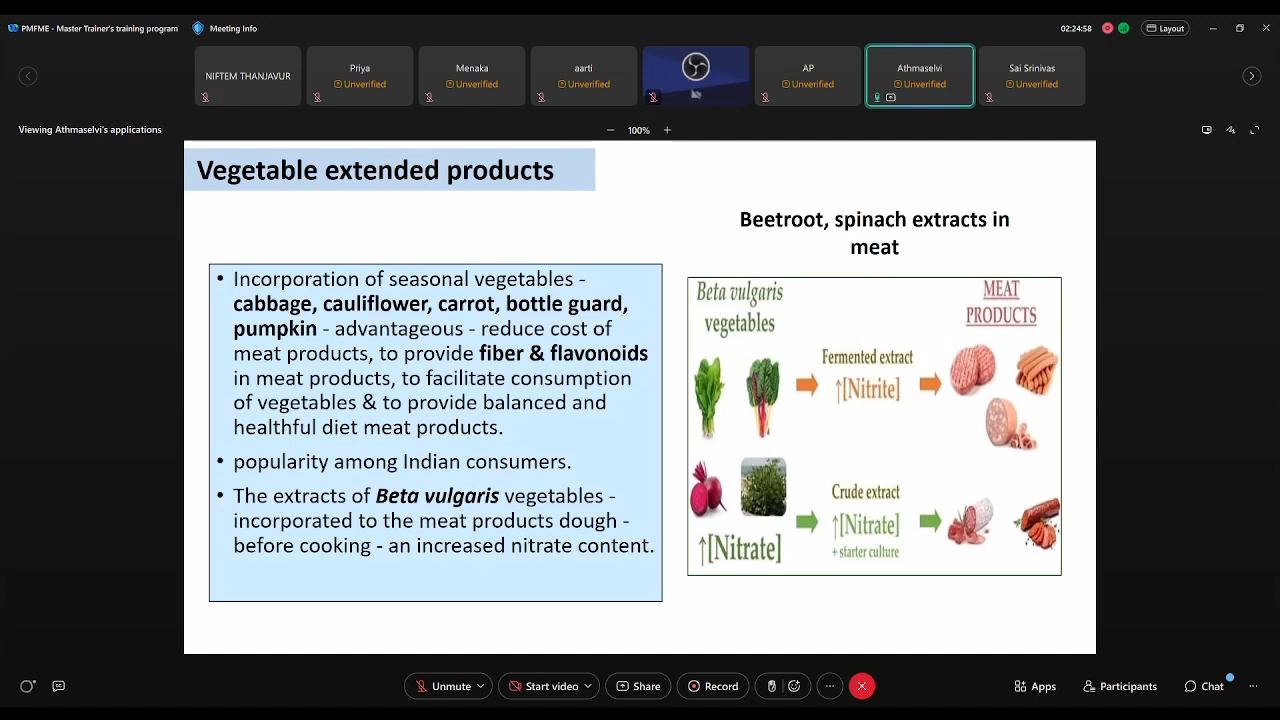 PMFME - Master Trainer's training program
Meeting Info
02:24:58
Layout
NIFTEM THANJAVUR
Priya
Unverified
Menaka
Unverified
aarti
Unverified
AP
Unverified
Athmaselvi
Unverified
Sai Srinivas
Unverified
Viewing Athmaselvi's applications
100%
Vegetable extended products
Beetroot, spinach extracts in
meat
• Incorporation of seasonal vegetables -
cabbage, cauliflower, carrot, bottle guard,
pumpkin - advantageous - reduce cost of
meat products, to provide fiber & flavonoids
in meat products, to facilitate consumption
of vegetables & to provide balanced and
healthful diet meat products.
• popularity among Indian consumers.
• The extracts of Beta vulgaris vegetables -
incorporated to the meat products dough -
before cooking - an increased nitrate content.
Beta vulgaris
vegetables
MEAT
PRODUCTS
Fermented extract
↑[Nitrite]
Crude extract
↑[Nitrate]
+ starter culture
↑[Nitrate]
Unmute
Start video
Share
Record
Apps
Participants
Chat